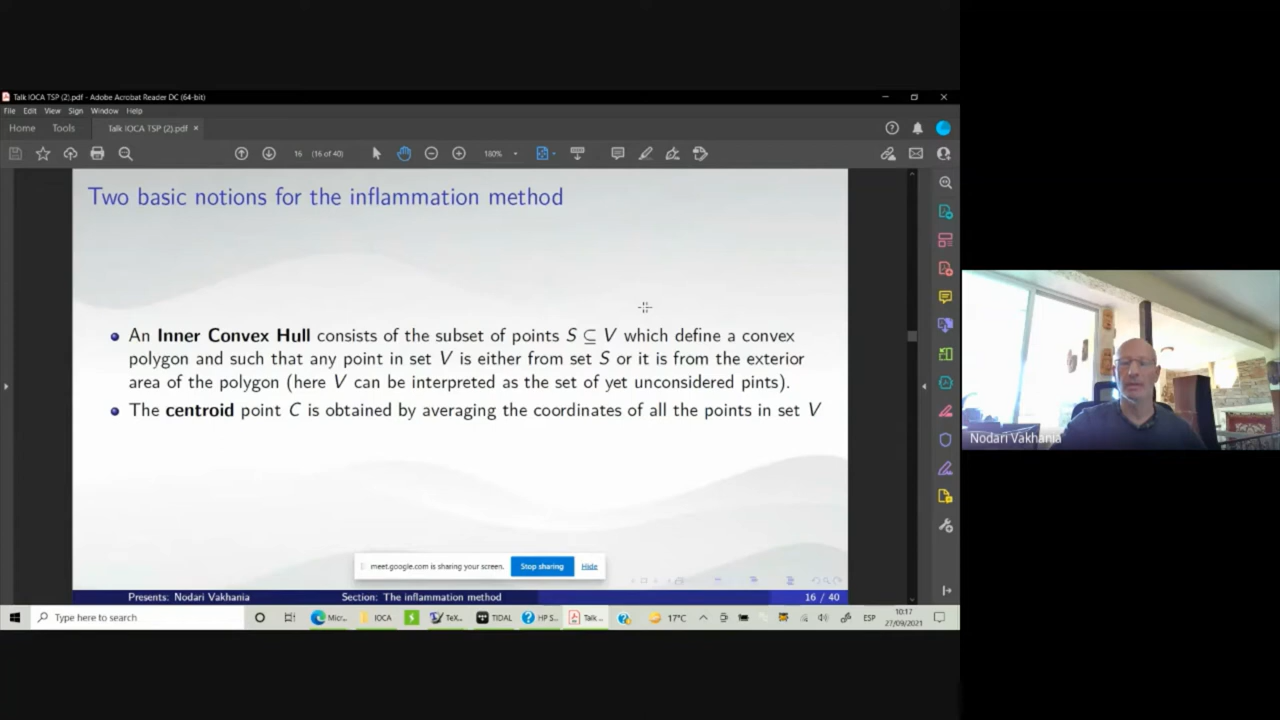 Talk IOCA TSP (2).pdf - Adobe Acrobat Reader DC (64-bit)
File Edit View Sign Window Help
Home Tools Talk IOCA TSP (2).pdf ×
16 (16 of 40) 180%
Two basic notions for the inflammation method
An Inner Convex Hull consists of the subset of points S ⊆ V which define a convex
polygon and such that any point in set V is either from set S or it is from the exterior
area of the polygon (here V can be interpreted as the set of yet unconsidered pints).
The centroid point C is obtained by averaging the coordinates of all the points in set V
Nodari Vakhania
meet.google.com is sharing your screen. Stop sharing Hide
Presents: Nodari Vakhania Section: The inflammation method 16 / 40
Type here to search Micr... IOCA TeX... TIDAL HP S... Talk... 17°C ESP 10:17
27/09/2021